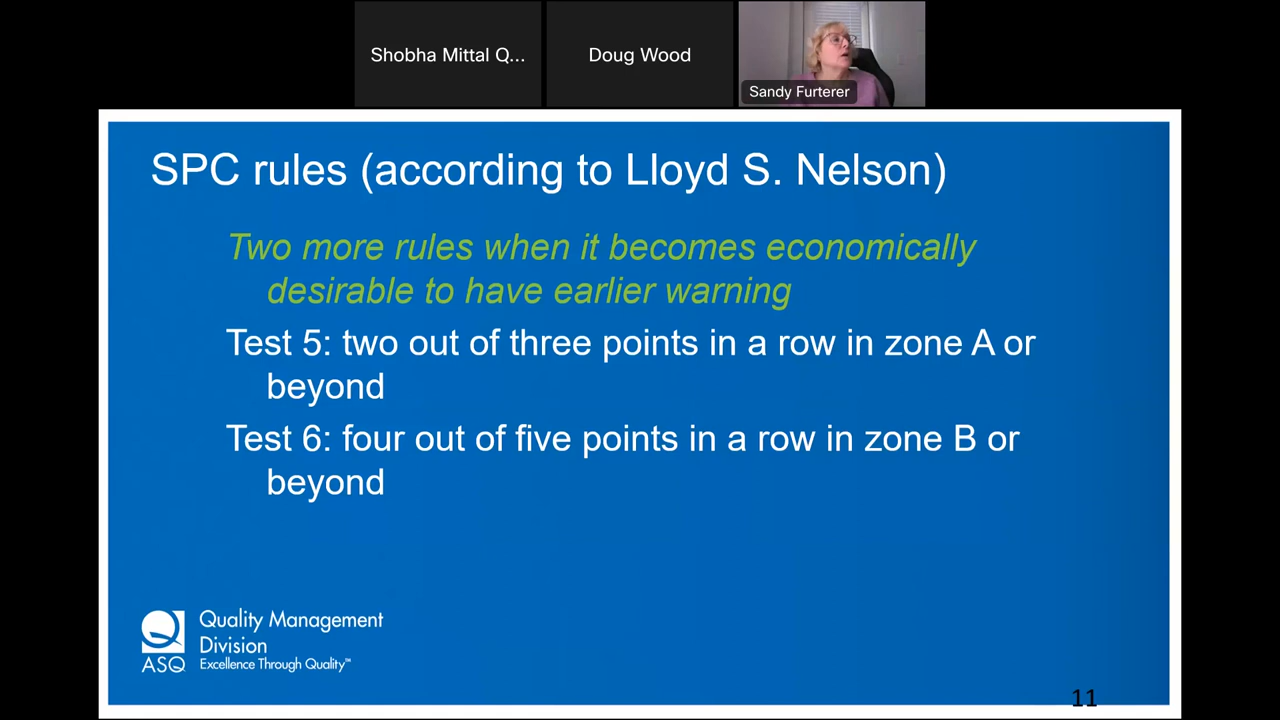 Shobha Mittal Q...
Doug Wood
Sandy Furterer
SPC rules (according to Lloyd S. Nelson)
Two more rules when it becomes economically
desirable to have earlier warning
Test 5: two out of three points in a row in zone A or
beyond
Test 6: four out of five points in a row in zone B or
beyond
Quality Management
Division
ASQ Excellence Through Quality™
11